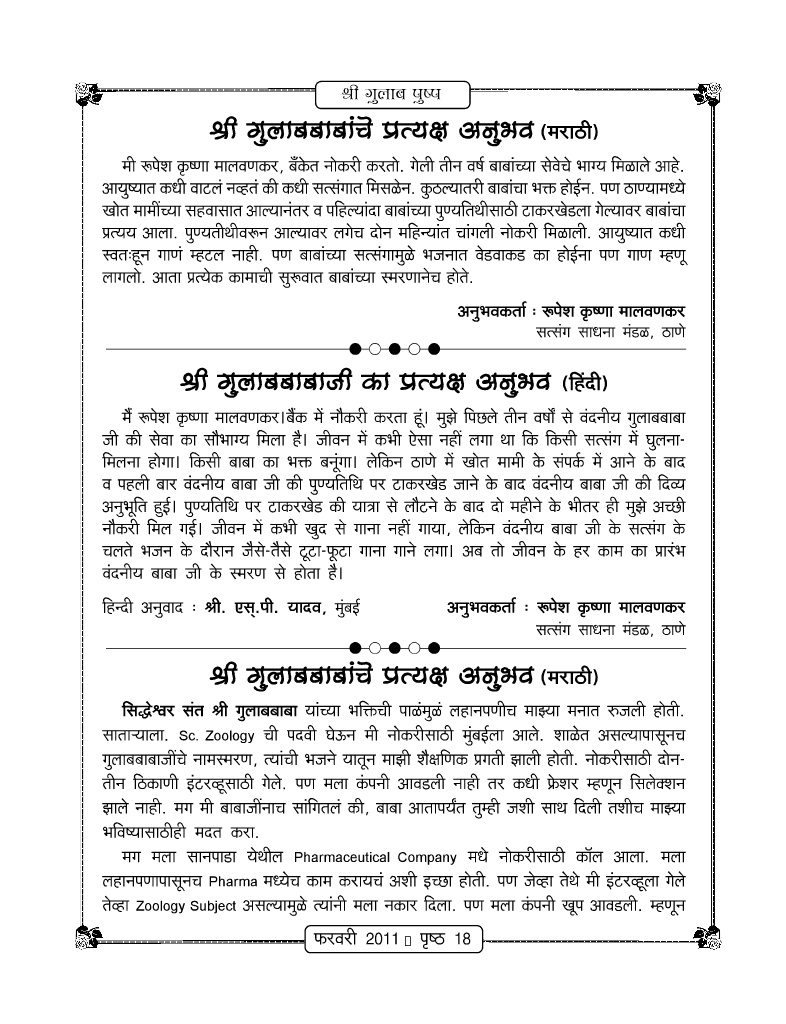 श्री गुलाब पुष्प
श्री गुलाबबाबांचे प्रत्यक्ष अनुभव (मराठी)
मी रूपेश कृष्णा मालवणकर, बँकेत नोकरी करतो. गेली तीन वर्ष बाबांच्या सेवेचे भाग्य मिळाले आहे.
आयुष्यात कधी वाटलं नव्हतं की कधी सत्संगात मिसळेन. कुठल्यातरी बाबांचा भक्त होईन. पण ठाण्यामध्ये
खोत मामींच्या सहवासात आल्यानंतर व पहिल्यांदा बाबांच्या पुण्यतिथीसाठी टाकरखेडला गेल्यावर बाबांचा
प्रत्यय आला. पुण्यतीथीवरून आल्यावर लगेच दोन महिन्यांत चांगली नोकरी मिळाली. आयुष्यात कधी
स्वतःहून गाणं म्हटल नाही. पण बाबांच्या सत्संगामुळे भजनात वेडवाकड का होईना पण गाण म्हणू
लागलो. आता प्रत्येक कामाची सुरूवात बाबांच्या स्मरणानेच होते.
अनुभवकर्ता : रूपेश कृष्णा मालवणकर
सत्संग साधना मंडळ, ठाणे
श्री गुलाबबाबाजी का प्रत्यक्ष अनुभव (हिंदी)
मैं रूपेश कृष्णा मालवणकर।बैंक में नौकरी करता हूं। मुझे पिछले तीन वर्षों से वंदनीय गुलाबबाबा
जी की सेवा का सौभाग्य मिला है। जीवन में कभी ऐसा नहीं लगा था कि किसी सत्संग में घुलना-
मिलना होगा। किसी बाबा का भक्त बनूंगा। लेकिन ठाणे में खोत मामी के संपर्क में आने के बाद
व पहली बार वंदनीय बाबा जी की पुण्यतिथि पर टाकरखेड जाने के बाद वंदनीय बाबा जी की दिव्य
अनुभूति हुई। पुण्यतिथि पर टाकरखेड की यात्रा से लौटने के बाद दो महीने के भीतर ही मुझे अच्छी
नौकरी मिल गई। जीवन में कभी खुद से गाना नहीं गाया, लेकिन वंदनीय बाबा जी के सत्संग के
चलते भजन के दौरान जैसे-तैसे टूटा-फूटा गाना गाने लगा। अब तो जीवन के हर काम का प्रारंभ
वंदनीय बाबा जी के स्मरण से होता है।
हिन्दी अनुवाद : श्री. एस्.पी. यादव, मुंबई अनुभवकर्ता : रूपेश कृष्णा मालवणकर
सत्संग साधना मंडळ, ठाणे
श्री गुलाबबाबांचे प्रत्यक्ष अनुभव (मराठी)
सिद्धेश्वर संत श्री गुलाबबाबा यांच्या भक्तिची पाळंमुळं लहानपणीच माझ्या मनात रुजली होती.
साताऱ्याला. Sc. Zoology ची पदवी घेऊन मी नोकरीसाठी मुंबईला आले. शाळेत असल्यापासूनच
गुलाबबाबाजींचे नामस्मरण, त्यांची भजने यातून माझी शैक्षणिक प्रगती झाली होती. नोकरीसाठी दोन-
तीन ठिकाणी इंटरव्हूसाठी गेले. पण मला कंपनी आवडली नाही तर कधी फ्रेशर म्हणून सिलेक्शन
झाले नाही. मग मी बाबाजींनाच सांगितलं की, बाबा आतापर्यंत तुम्ही जशी साथ दिली तशीच माझ्या
भविष्यासाठीही मदत करा.
मग मला सानपाडा येथील Pharmaceutical Company मधे नोकरीसाठी कॉल आला. मला
लहानपणापासूनच Pharma मध्येच काम करायचं अशी इच्छा होती. पण जेव्हा तेथे मी इंटरव्हूला गेले
तेव्हा Zoology Subject असल्यामुळे त्यांनी मला नकार दिला. पण मला कंपनी खूप आवडली. म्हणून
फरवरी 2011 □ पृष्ठ 18